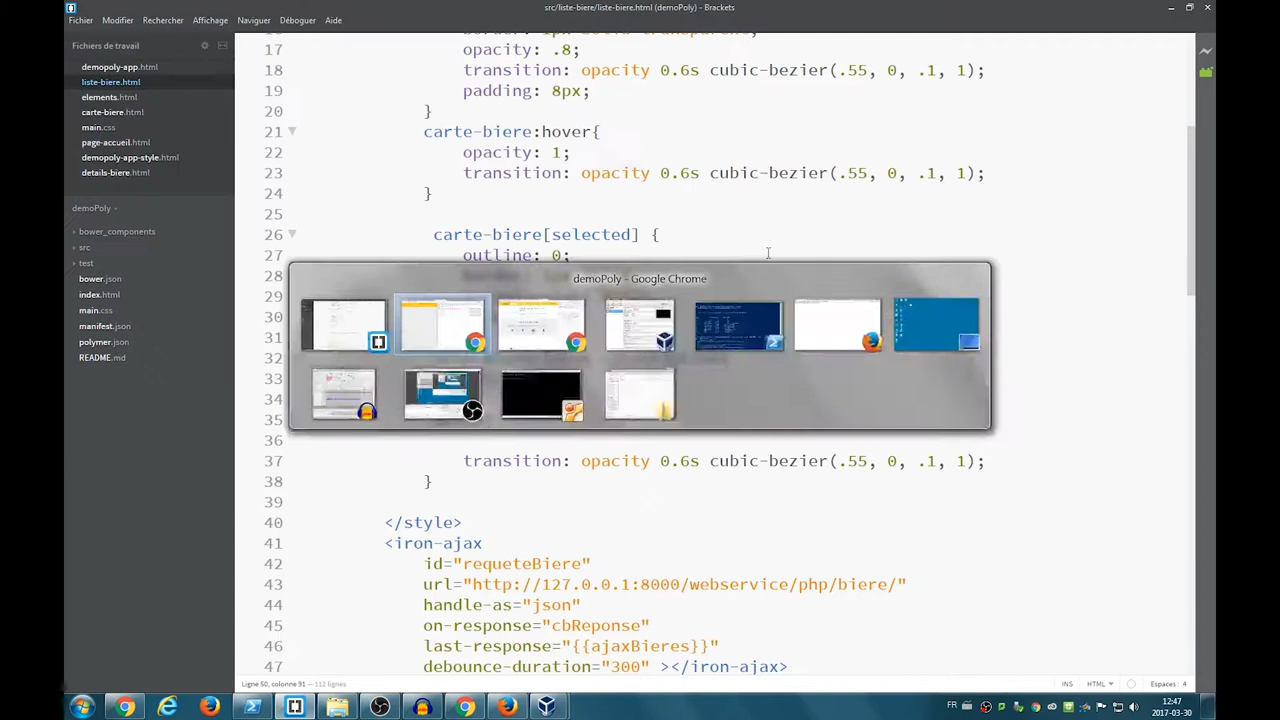 src/liste-biere/liste-biere.html (demoPoly) - Brackets
Fichier Modifier Rechercher Affichage Naviguer Déboguer Aide
Fichiers de travail
demopoly-app.html
liste-biere.html
elements.html
carte-biere.html
main.css
page-accueil.html
demopoly-app-style.html
details-biere.html
demoPoly
bower_components
src
test
bower.json
index.html
main.css
manifest.json
polymer.json
README.md
17 opacity: .8;
18 transition: opacity 0.6s cubic-bezier(.55, 0, .1, 1);
19 padding: 8px;
20 }
21 carte-biere:hover{
22 opacity: 1;
23 transition: opacity 0.6s cubic-bezier(.55, 0, .1, 1);
24 }
25
26 carte-biere[selected] {
27 outline: 0;
28
demoPoly - Google Chrome
29
30
31
32
33
34
35
36
37 transition: opacity 0.6s cubic-bezier(.55, 0, .1, 1);
38 }
39
40 </style>
41 <iron-ajax
42 id="requeteBiere"
43 url="http://127.0.0.1:8000/webservice/php/biere/"
44 handle-as="json"
45 on-response="cbReponse"
46 last-response="{{ajaxBieres}}"
47 debounce-duration="300" ></iron-ajax>
Ligne 50, colonne 91 — 112 lignes
INS HTML Espaces : 4
FR
12:47
2017-03-30